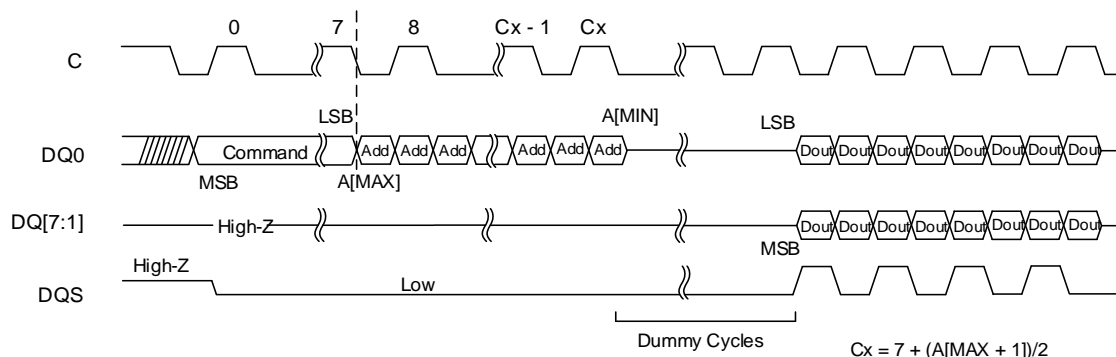 0 7 8 Cx - 1 Cx
C
LSB A[MIN] LSB
DQ0 Command Add Add Add Add Add Add Dout Dout Dout Dout Dout Dout Dout Dout
MSB A[MAX]
DQ[7:1] High-Z Dout Dout Dout Dout Dout Dout Dout Dout
MSB
High-Z
DQS Low
Dummy Cycles
Cx = 7 + (A[MAX + 1])/2